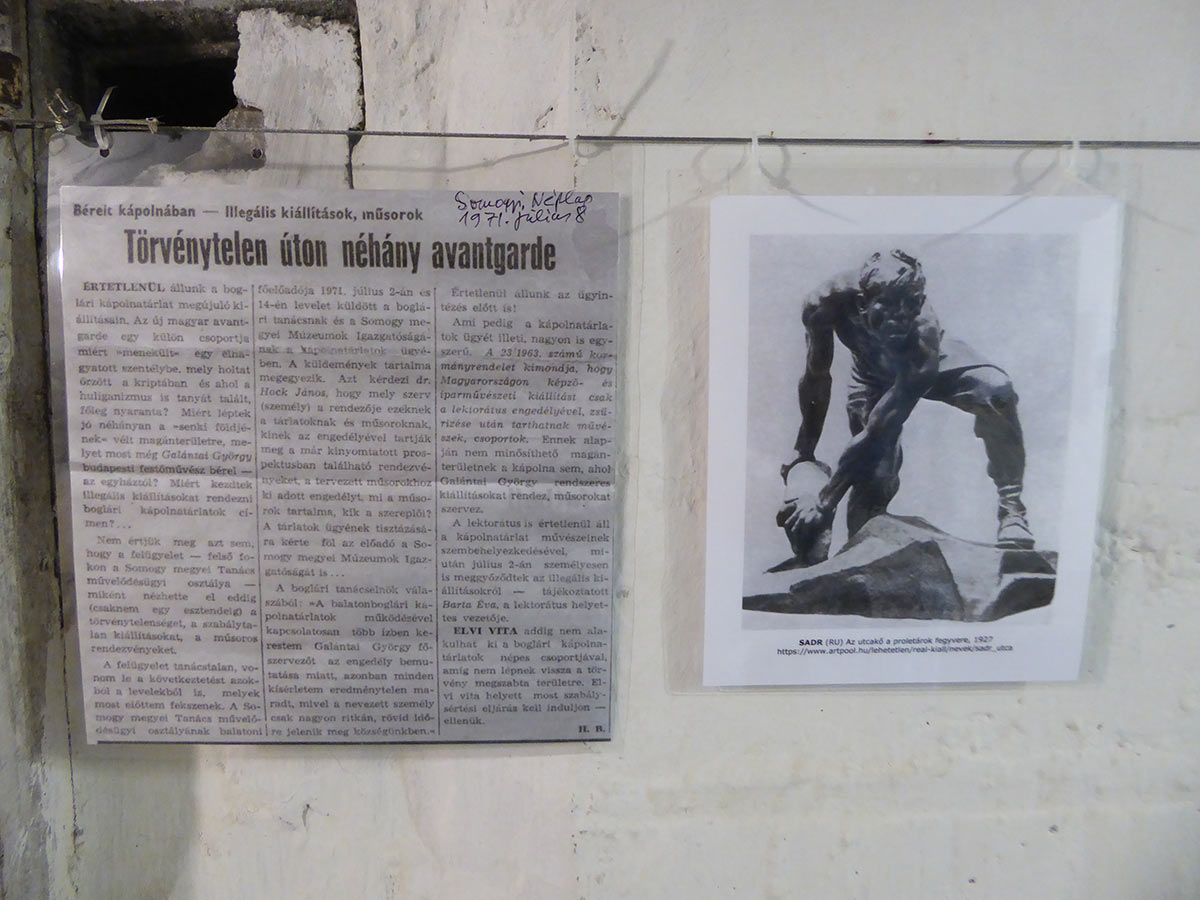 Somogyi Néplap
1971. július 8
Béreit kápolnában — Illegális kiállítások, műsorok
Törvénytelen úton néhány avantgarde
ÉRTETLENÜL állunk a bog-
lári kápolnatárlat megújuló ki-
állításain. Az új magyar avant-
garde egy külön csoportja
miért »menekült« egy elha-
gyatott szentélybe, mely holtat
őrzött a kriptában és ahol a
huliganizmus is tanyát talált,
főleg nyaranta? Miért léptek
jó néhányan a »senki földjé-
nek« vélt magánterületre, me-
lyet most még Galántai György
budapesti festőművész bérel —
az egyháztól? Miért kezdtek
illegális kiállításokat rendezni
boglári kápolnatárlatok cí-
men? . . .
Nem értjük meg azt sem,
hogy a felügyelet — felső fo-
kon a Somogy megyei Tanács
művelődésügyi osztálya —
miként nézhette el eddig
(csaknem egy esztendeig) a
törvénytelenséget, a szabályta-
lan kiállításokat, a műsoros
rendezvényeket.
A felügyelet tanácstalan, vo-
nom le a következtetést azok-
ból a levelekből is, melyek
most előttem fekszenek. A So-
mogy megyei Tanács művelő-
désügyi osztályának balatoni
főelőadója 1971. július 2-án és
14-én levelet küldött a boglá-
ri tanácsnak és a Somogy me-
gyei Múzeumok Igazgatóságá-
nak a kápolnatárlatok ügyé-
ben. A küldemények tartalma
megegyezik. Azt kérdezi dr.
Hock János, hogy mely szerv
(személy) a rendezője ezeknek
a tárlatoknak és műsoroknak,
kinek az engedélyével tartják
meg a már kinyomtatott pros-
pektusban található rendezvé-
nyeket, a tervezett műsorokhoz
ki adott engedélyt, mi a műso-
rok tartalma, kik a szereplői?
A tárlatok ügyének tisztázásá-
ra kérte föl az előadó a So-
mogy megyei Múzeumok Igaz-
gatóságát is . . .
A boglári tanácselnök vála-
szából: »A balatonboglári ká-
polnatárlatok működésével
kapcsolatosan több ízben ke-
restem Galántai György fő-
szervezőt az engedély bemu-
tatása miatt, azonban minden
kísérletem eredménytelen ma-
radt, mivel a nevezett személy
csak nagyon ritkán, rövid idő-
re jelenik meg községünkben.«
Értetlenül állunk az ügyin-
tézés előtt is!
Ami pedig a kápolnatárla-
tok ügyét illeti, nagyon is egy-
szerű. A 23/1963. számú kor-
mányrendelet kimondja, hogy
Magyarországon képző- és
iparművészeti kiállítást csak
a lektorátus engedélyével, zsű-
rizése után tarthatnak művé-
szek, csoportok. Ennek alap-
ján nem minősíthető magán-
területnek a kápolna sem, ahol
Galántai György rendszeres
kiállításokat rendez, műsorokat
szervez.
A lektorátus is értetlenül áll
a kápolnatárlat művészeinek
szembehelyezkedésével, mi-
után július 2-án személyesen
is meggyőződtek az illegális ki-
állításokról — tájékoztatott
Barta Éva, a lektorátus helyet-
tes vezetője.
ELVI VITA addig nem ala-
kulhat ki a boglári kápolna-
tárlatok népes csoportjával,
amíg nem lépnek vissza a tör-
vény megszabta területre. El-
vi vita helyett most szabály-
sértési eljárás kell induljon —
ellenük.
H. B.
SADR (RU) Az utcakő a proletárok fegyvere, 1927
https://www.artpool.hu/lehetetlen/real-kiall/nevek/sadr_utca